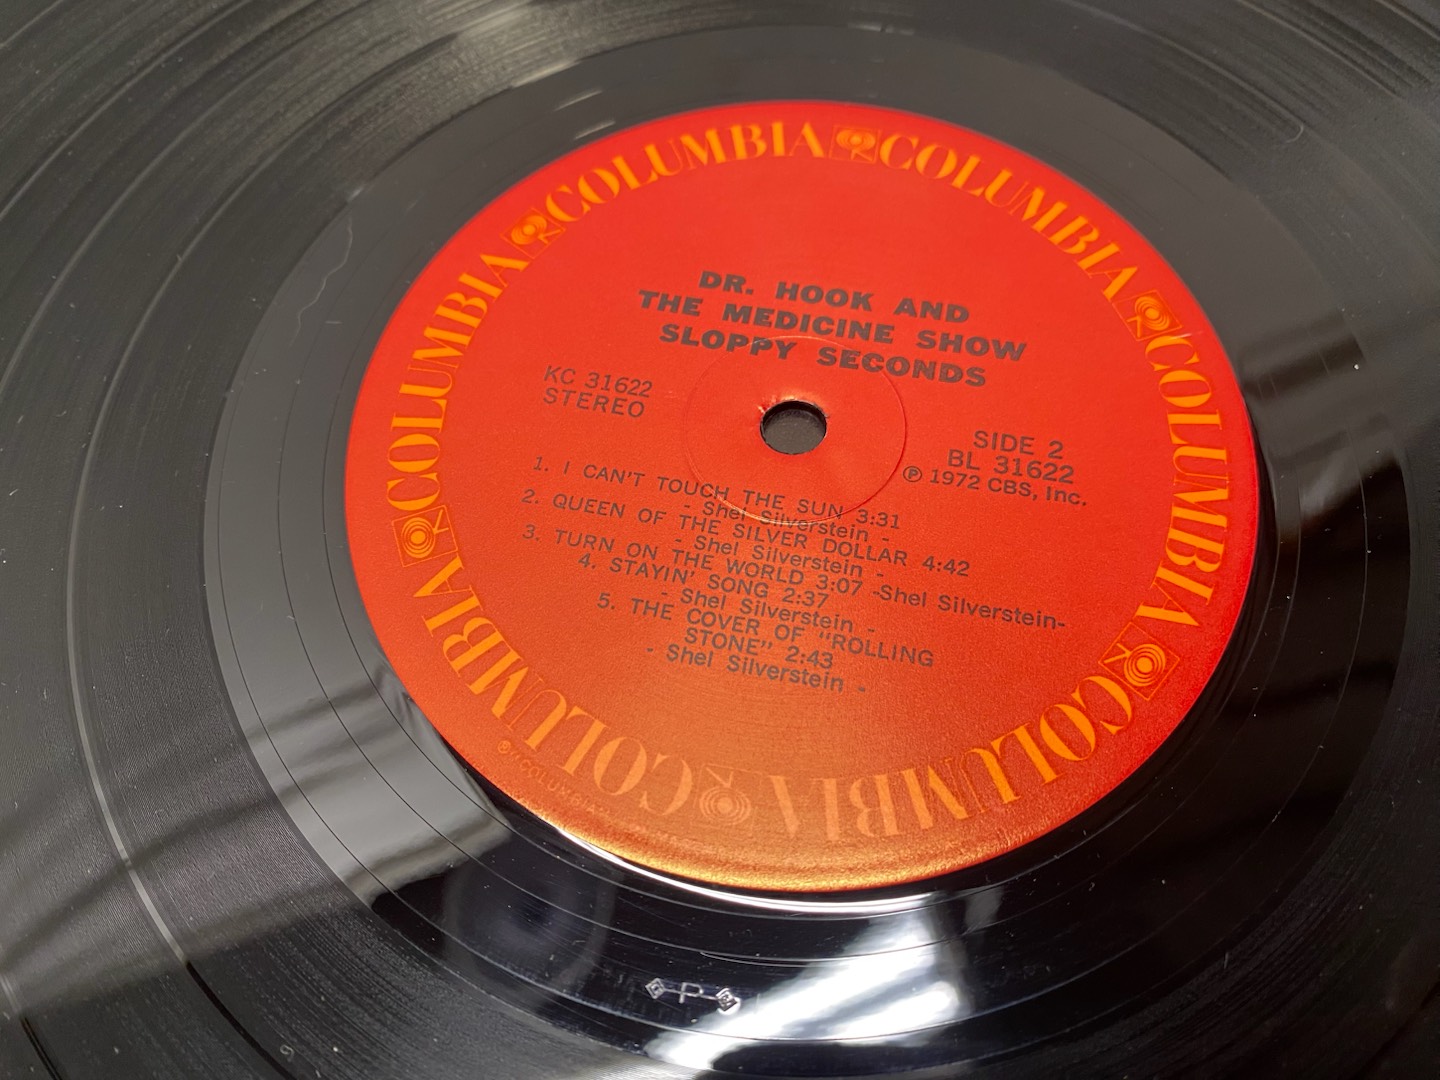 COLUMBIA COLUMBIA COLUMBIA COLUMBIA COLUMBIA COLUMBIA
DR. HOOK AND
THE MEDICINE SHOW
SLOPPY SECONDS
KC 31622
STEREO
SIDE 2
BL 31622
℗ 1972 CBS, Inc.
1. I CAN'T TOUCH THE SUN 3:31
- Shel Silverstein -
2. QUEEN OF THE SILVER DOLLAR 4:42
- Shel Silverstein -
3. TURN ON THE WORLD 3:07 -Shel Silverstein-
4. STAYIN' SONG 2:37
- Shel Silverstein -
5. THE COVER OF "ROLLING
STONE" 2:43
- Shel Silverstein -
P